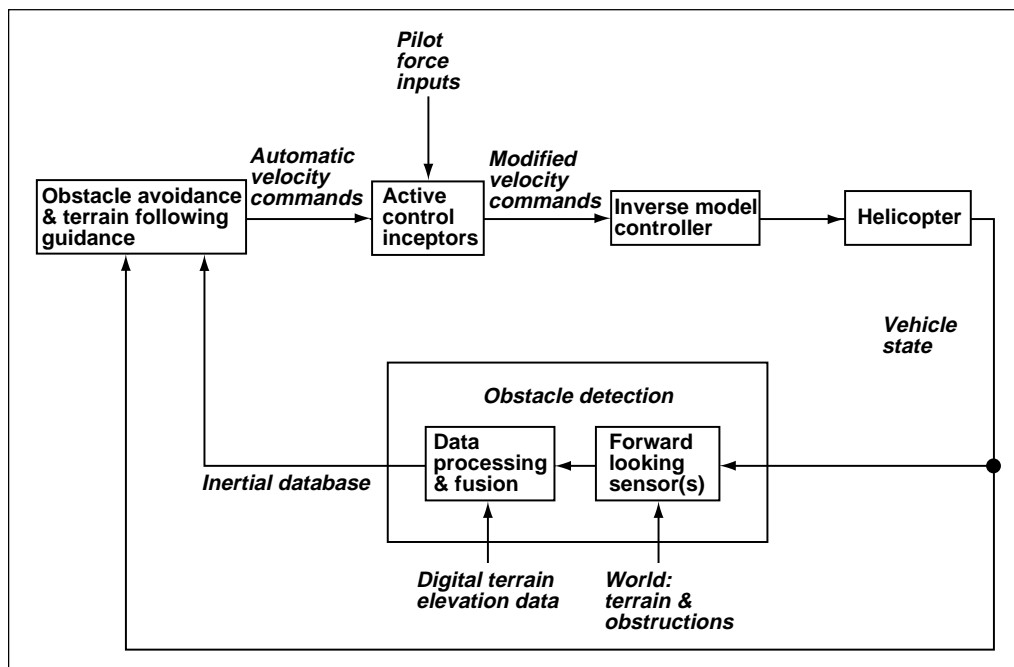 Pilot
force
inputs
Automatic
velocity
commands
Modified
velocity
commands
Obstacle avoidance
& terrain following
guidance
Active
control
inceptors
Inverse model
controller
Helicopter
Vehicle
state
Obstacle detection
Data
processing
& fusion
Forward
looking
sensor(s)
Inertial database
Digital terrain
elevation data
World:
terrain &
obstructions